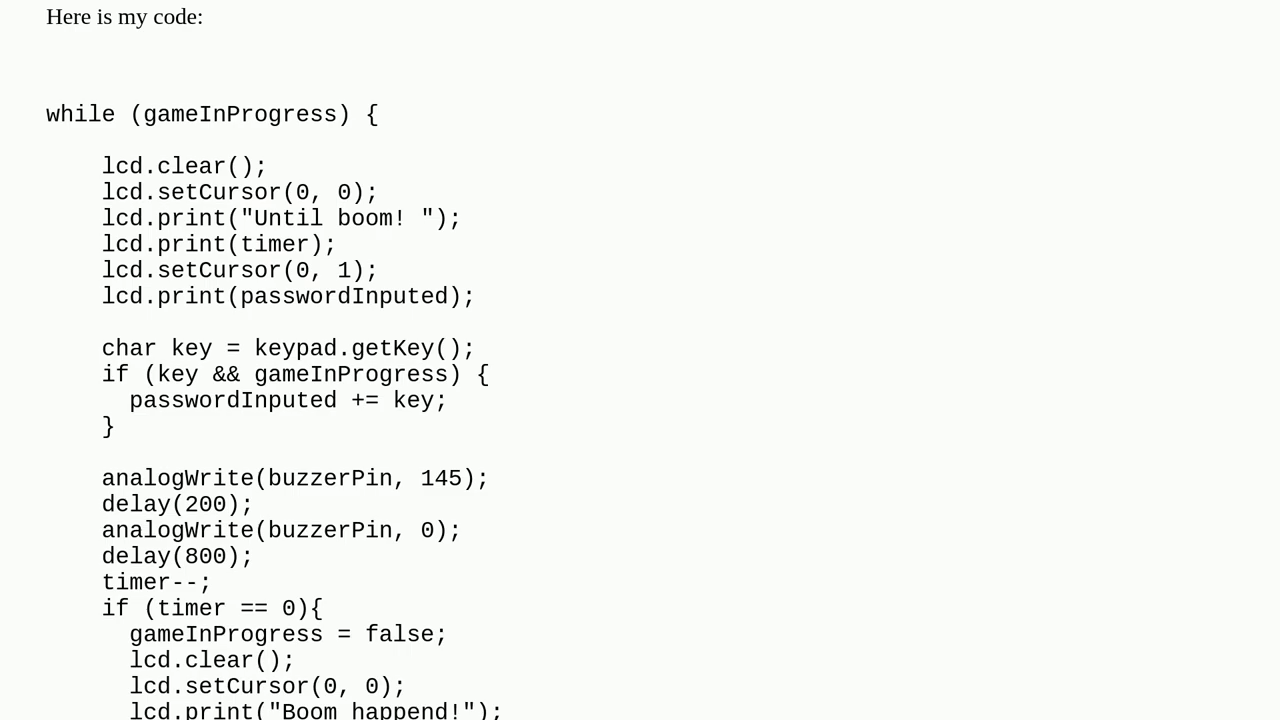 Here is my code:
while (gameInProgress) {
lcd.clear();
lcd.setCursor(0, 0);
lcd.print("Until boom! ");
lcd.print(timer);
lcd.setCursor(0, 1);
lcd.print(passwordInputed);
char key = keypad.getKey();
if (key && gameInProgress) {
passwordInputed += key;
}
analogWrite(buzzerPin, 145);
delay(200);
analogWrite(buzzerPin, 0);
delay(800);
timer--;
if (timer == 0){
gameInProgress = false;
lcd.clear();
lcd.setCursor(0, 0);
lcd.print("Boom happend!");